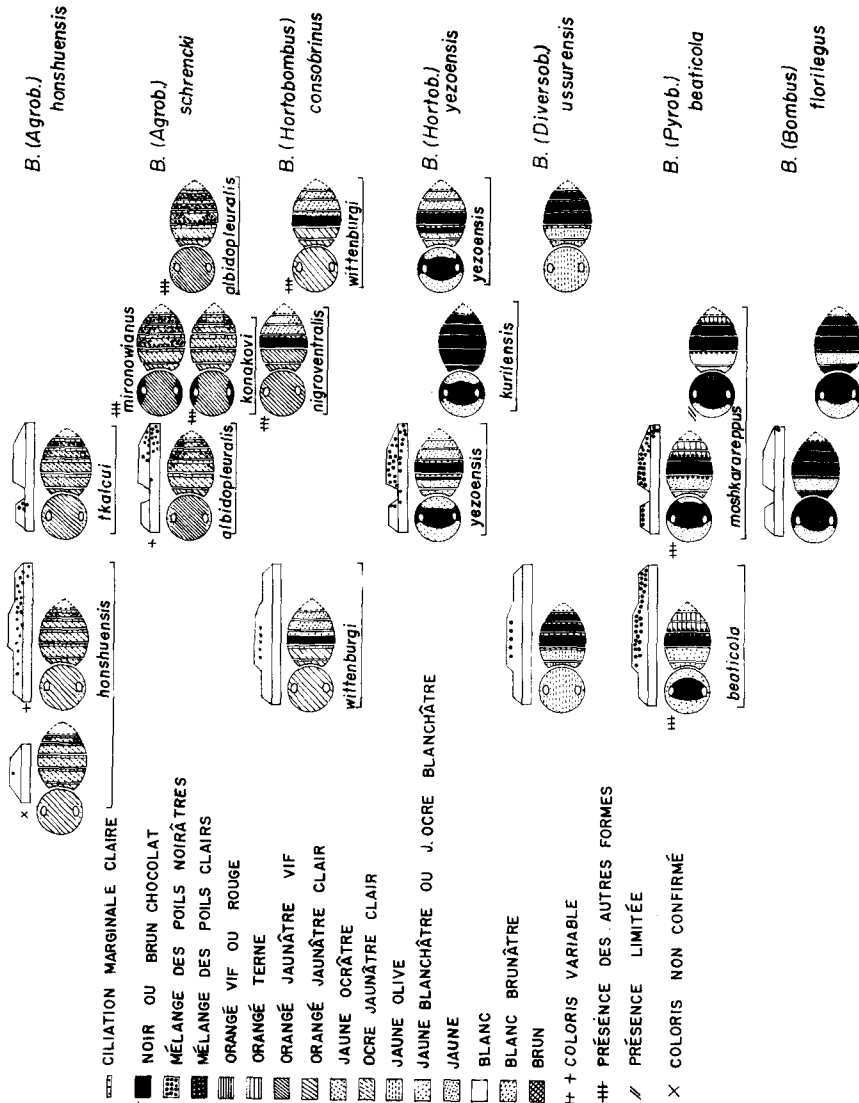 B. (Agrob.)
honshuensis
B. (Agrob.)
schrencki
B. (Hortobombus)
consobrinus
B. (Hortob.)
yezoensis
B. (Diversob.)
ussurensis
B. (Pyrob.)
beaticola
B. (Bombus)
florilegus
albidopleuralis
wittenburgi
yezoensis
mironowianus
konakovi
nigroventralis
kurilensis
tkalcui
albidopleuralis
yezoensis
moshkarareppus
honshuensis
wittenburgi
beaticola
CILIATION MARGINALE CLAIRE
NOIR OU BRUN CHOCOLAT
MÉLANGE DES POILS NOIRÂTRES
MÉLANGE DES POILS CLAIRS
ORANGÉ VIF OU ROUGE
ORANGÉ TERNE
ORANGÉ JAUNÂTRE VIF
ORANGÉ JAUNÂTRE CLAIR
JAUNE OCRÂTRE
OCRE JAUNÂTRE CLAIR
JAUNE OLIVE
JAUNE BLANCHÂTRE OU J. OCRE BLANCHÂTRE
JAUNE
BLANC
BLANC BRUNÂTRE
BRUN
+ + COLORIS VARIABLE
PRÉSÉNCE DES AUTRES FORMES
// PRÉSENCE LIMITÉE
× COLORIS NON CONFIRMÉ